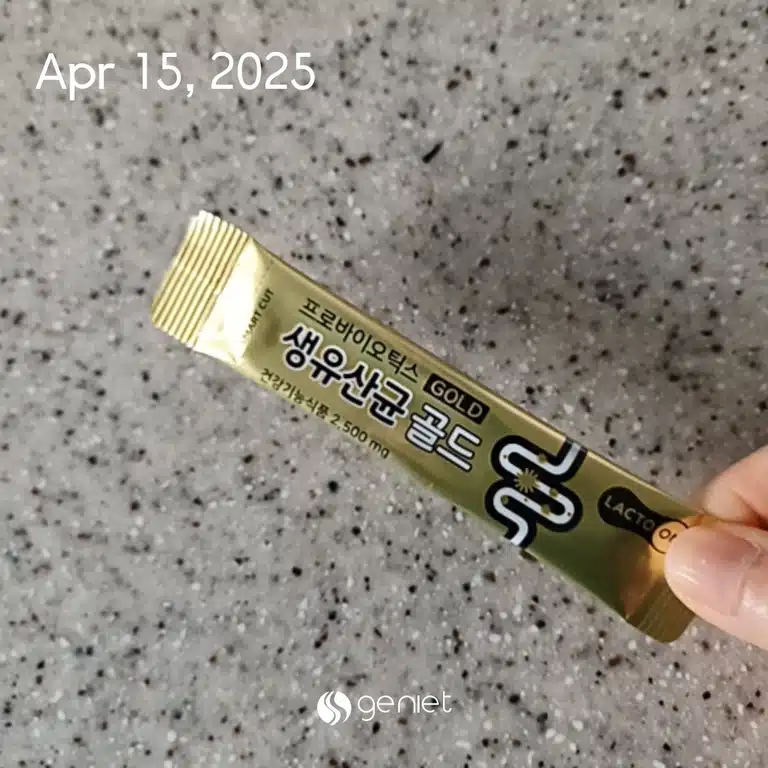 Apr 15, 2025
프로바이오틱스
생유산균 골드
GOLD
건강기능식품 2,500 mg
LACTO
geniet